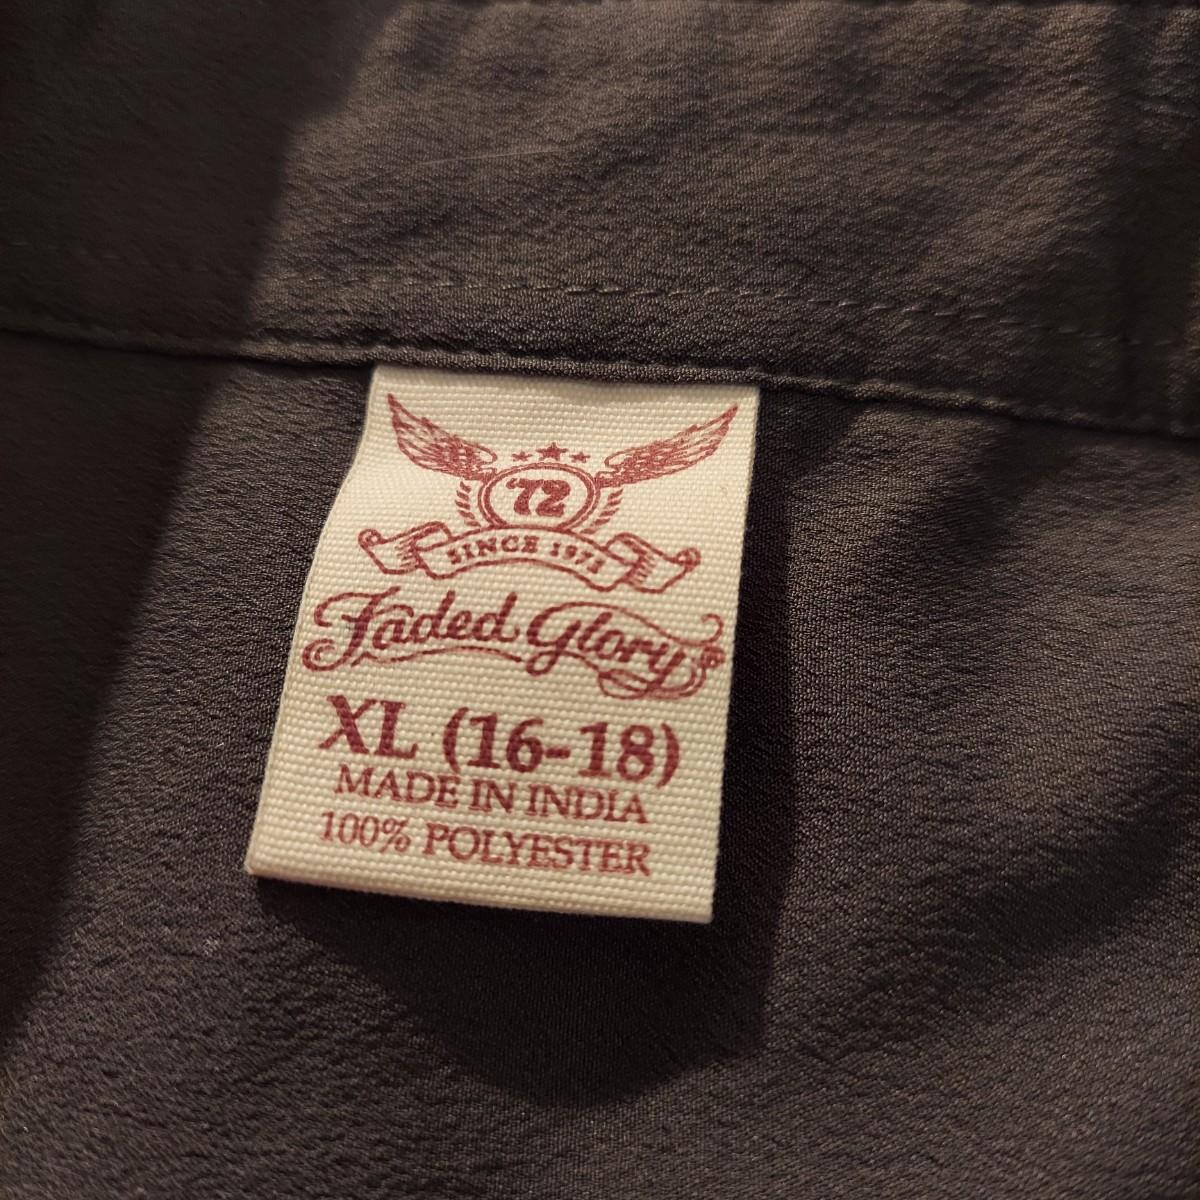 '72
SINCE 1972
Faded Glory
XL (16-18)
MADE IN INDIA
100% POLYESTER